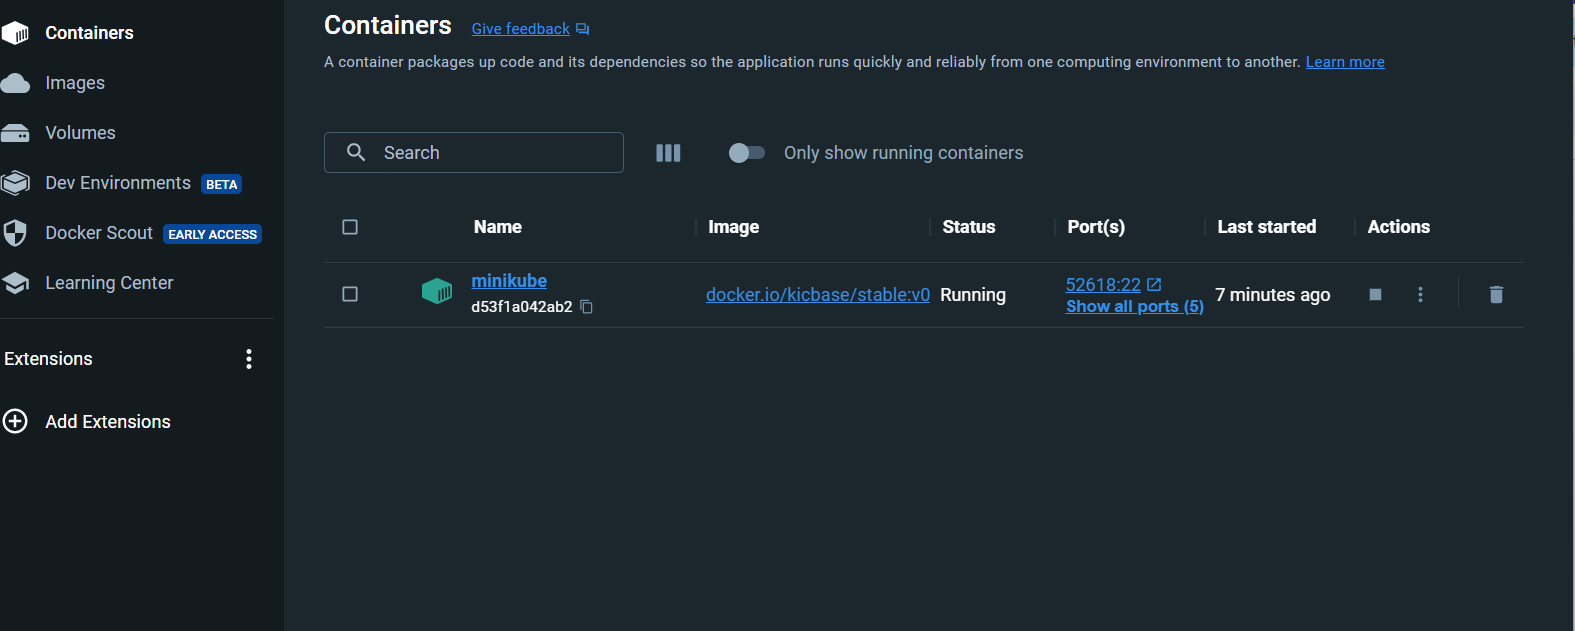 Containers
Images
Volumes
Dev Environments BETA
Docker Scout EARLY ACCESS
Learning Center
Extensions
Add Extensions
Containers Give feedback
A container packages up code and its dependencies so the application runs quickly and reliably from one computing environment to another. Learn more
Search
Only show running containers
Name Image Status Port(s) Last started Actions
minikube
d53f1a042ab2
docker.io/kicbase/stable:v0
Running
52618:22
Show all ports (5)
7 minutes ago